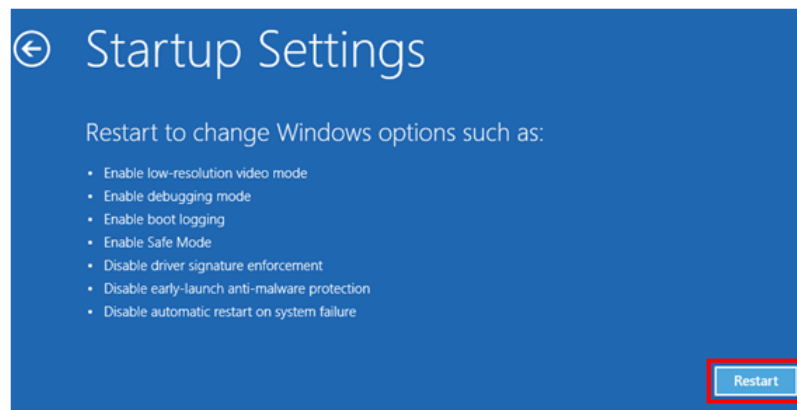 Startup Settings
Restart to change Windows options such as:
• Enable low-resolution video mode
• Enable debugging mode
• Enable boot logging
• Enable Safe Mode
• Disable driver signature enforcement
• Disable early-launch anti-malware protection
• Disable automatic restart on system failure
Restart